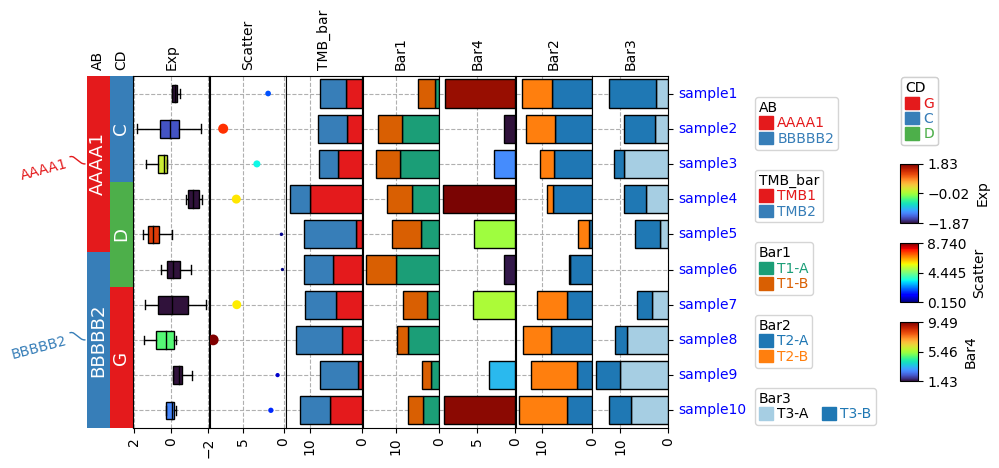 AB CD Exp Scatter TMB_bar Bar1 Bar4 Bar2 Bar3
AAAA1 AAAA1 C sample1
sample2
sample3
D sample4
sample5
BBBBB2 BBBBB2 G sample6
sample7
sample8
sample9
sample10
2 0 −2 5 0 10 0 10 0 5 0 10 0 10 0
AB
AAAA1
BBBBB2
TMB_bar
TMB1
TMB2
Bar1
T1-A
T1-B
Bar2
T2-A
T2-B
Bar3
T3-A T3-B
CD
G
C
D
1.83
−0.02
−1.87
Exp
8.740
4.445
0.150
Scatter
9.49
5.46
1.43
Bar4